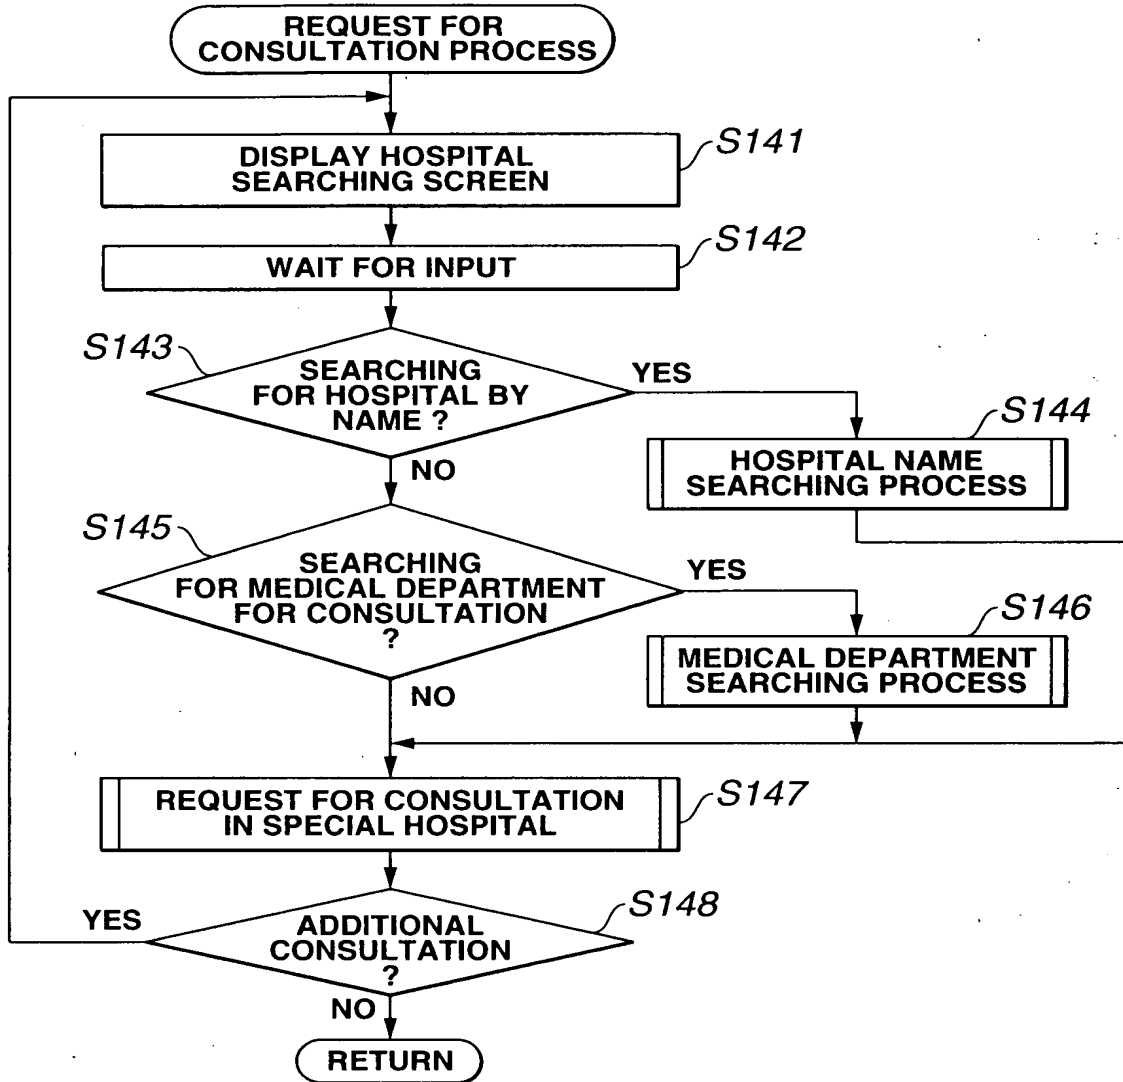 REQUEST FOR
CONSULTATION PROCESS
S141
DISPLAY HOSPITAL
SEARCHING SCREEN
S142
WAIT FOR INPUT
S143
SEARCHING
FOR HOSPITAL BY
NAME ?
YES
NO
S144
HOSPITAL NAME
SEARCHING PROCESS
S145
SEARCHING
FOR MEDICAL DEPARTMENT
FOR CONSULTATION
?
YES
NO
S146
MEDICAL DEPARTMENT
SEARCHING PROCESS
S147
REQUEST FOR CONSULTATION
IN SPECIAL HOSPITAL
S148
YES
ADDITIONAL
CONSULTATION
?
NO
RETURN